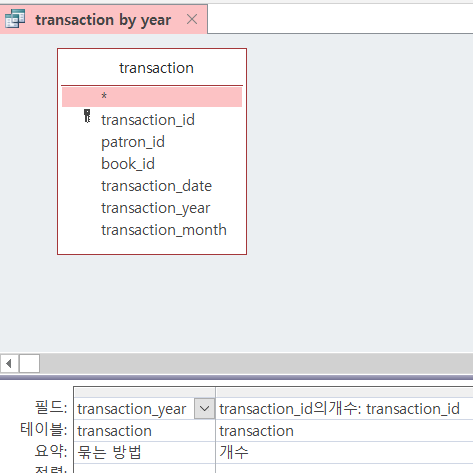 transaction by year
transaction
*
transaction_id
patron_id
book_id
transaction_date
transaction_year
transaction_month
필드: transaction_year transaction_id의개수: transaction_id
테이블: transaction transaction
요약: 묶는 방법 개수